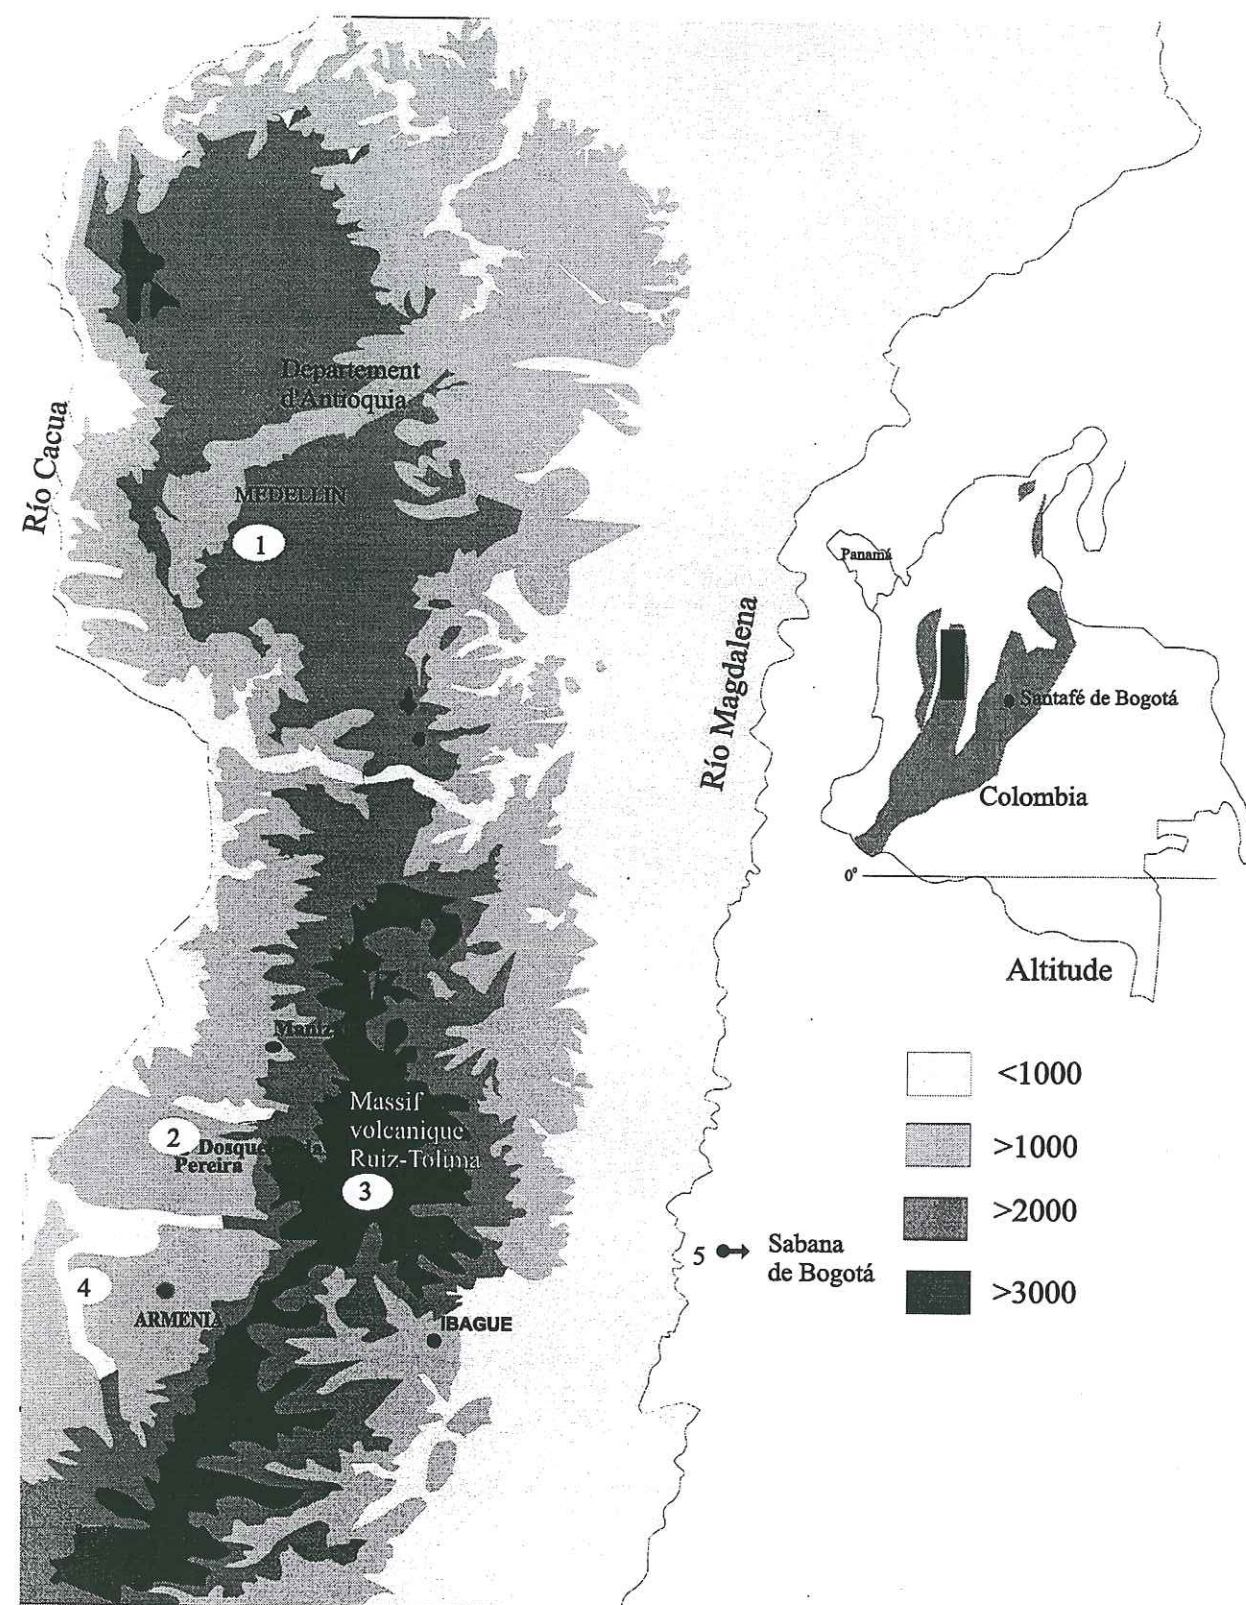 Département
d'Antioquia
Río Cacua
MEDELLIN
1
Río Magdalena
Panamá
Santafé de Bogotá
Colombia
0°
Altitude
<1000
>1000
>2000
>3000
Massif
volcanique
Ruiz-Tolima
2
Pereira
3
4
ARMENIA
IBAGUE
5
Sabana
de Bogotá